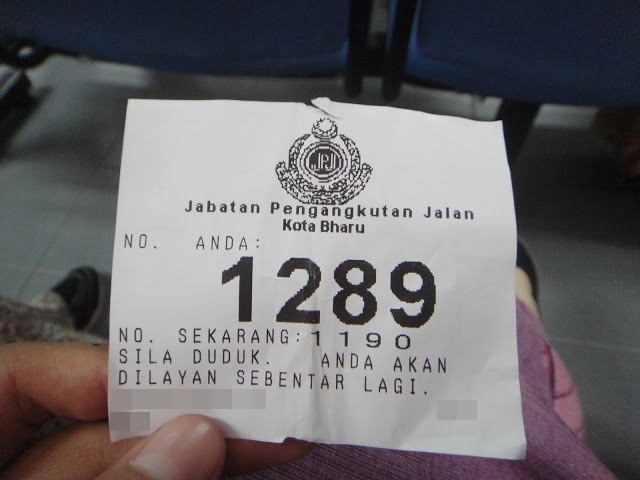 JPJ
Jabatan Pengangkutan Jalan
Kota Bharu
NO. ANDA:
1289
NO. SEKARANG:1190
SILA DUDUK. ANDA AKAN
DILAYAN SEBENTAR LAGI.